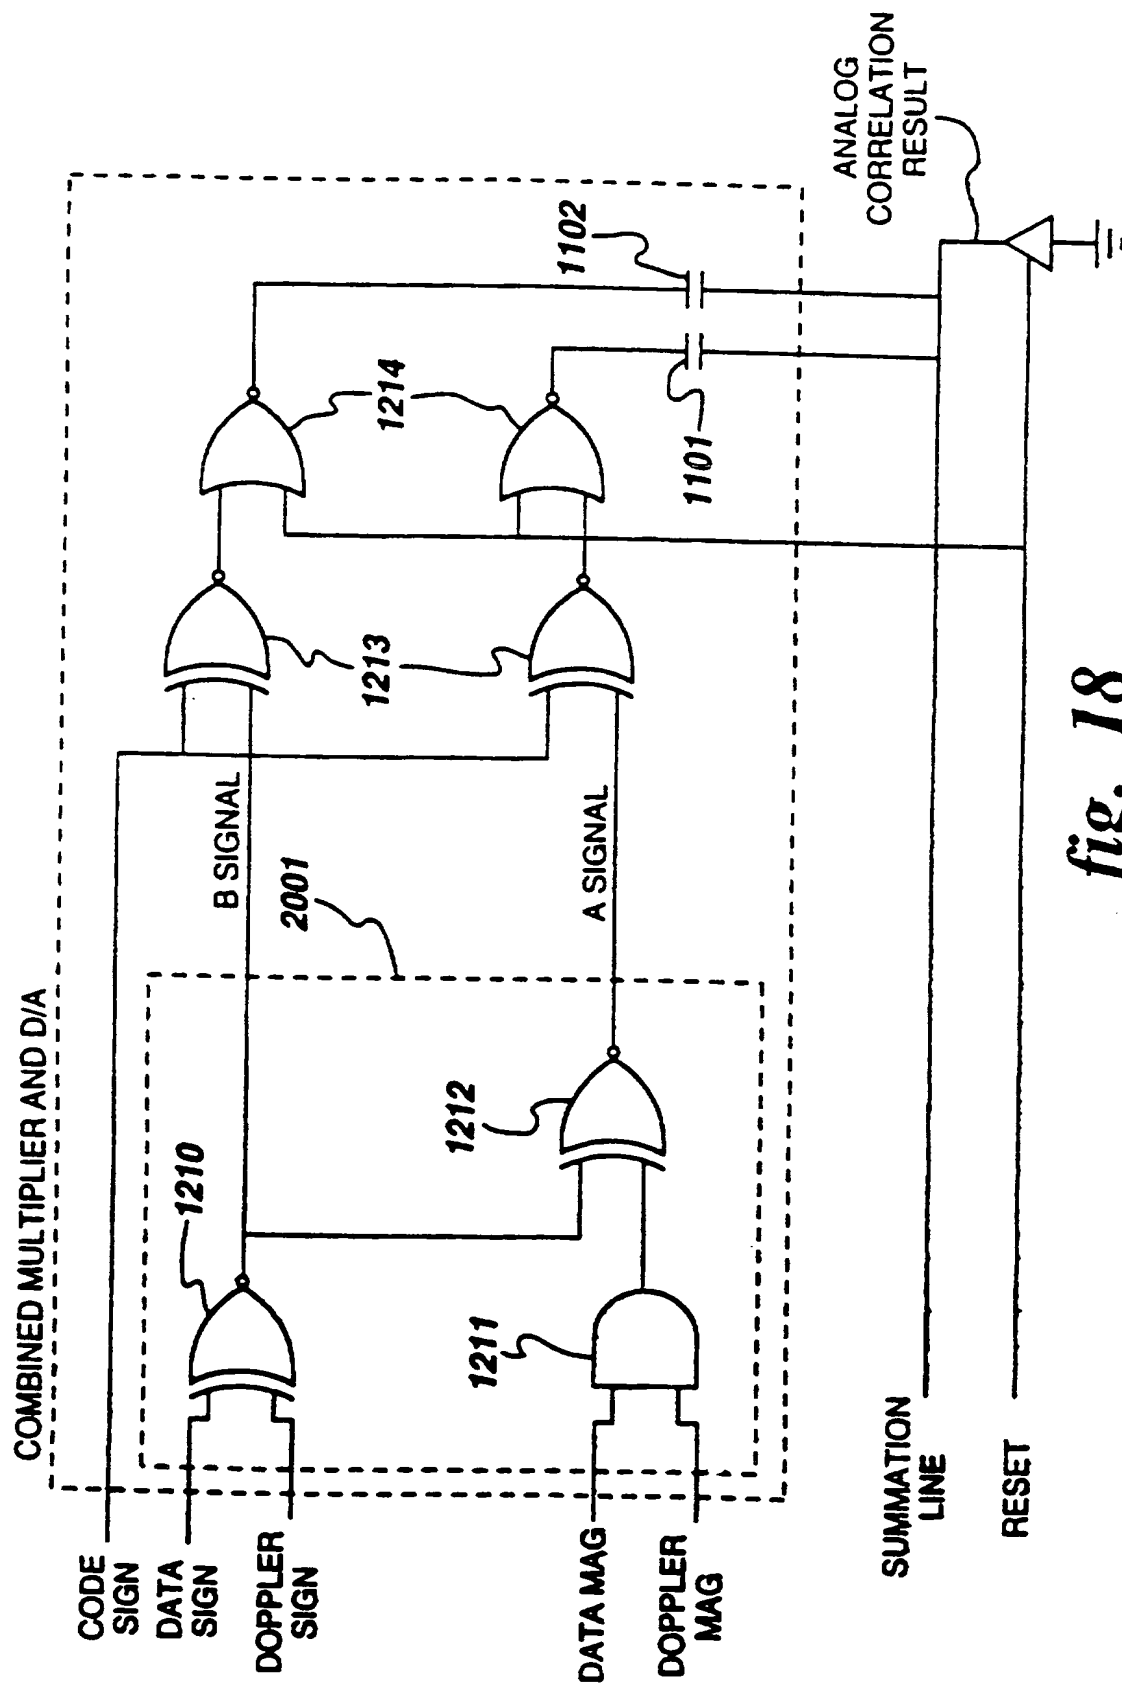 COMBINED MULTIPLIER AND D/A
CODE
SIGN
DATA
SIGN
DOPPLER
SIGN
DATA MAG
DOPPLER
MAG
SUMMATION
LINE
RESET
1210
1211
1212
2001
B SIGNAL
A SIGNAL
1213
1214
1101
1102
ANALOG
CORRELATION
RESULT
fig. 18